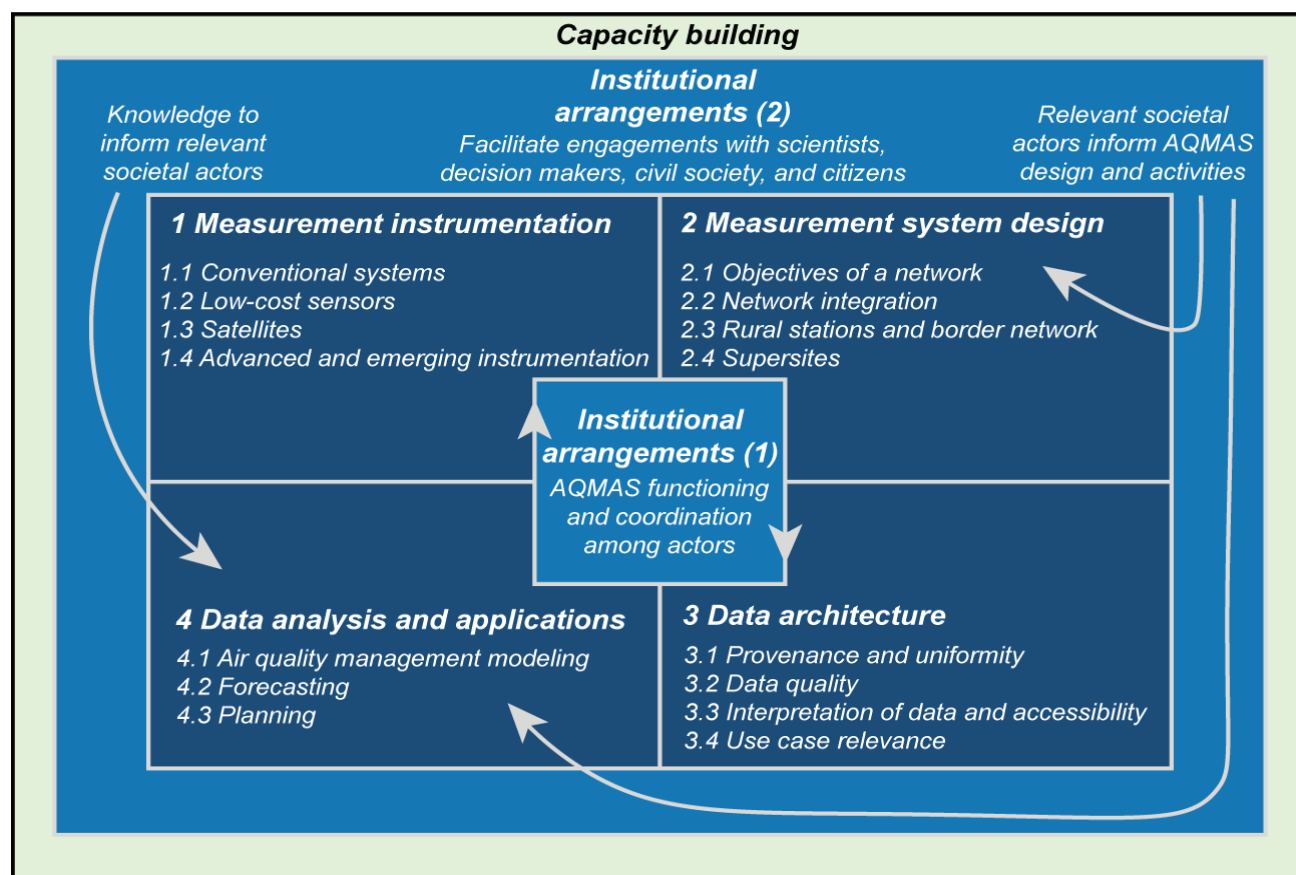 Capacity building
Institutional
arrangements (2)
Facilitate engagements with scientists,
decision makers, civil society, and citizens
Knowledge to
inform relevant
societal actors
Relevant societal
actors inform AQMAS
design and activities
1 Measurement instrumentation
1.1 Conventional systems
1.2 Low-cost sensors
1.3 Satellites
1.4 Advanced and emerging instrumentation
2 Measurement system design
2.1 Objectives of a network
2.2 Network integration
2.3 Rural stations and border network
2.4 Supersites
Institutional
arrangements (1)
AQMAS functioning
and coordination
among actors
4 Data analysis and applications
4.1 Air quality management modeling
4.2 Forecasting
4.3 Planning
3 Data architecture
3.1 Provenance and uniformity
3.2 Data quality
3.3 Interpretation of data and accessibility
3.4 Use case relevance